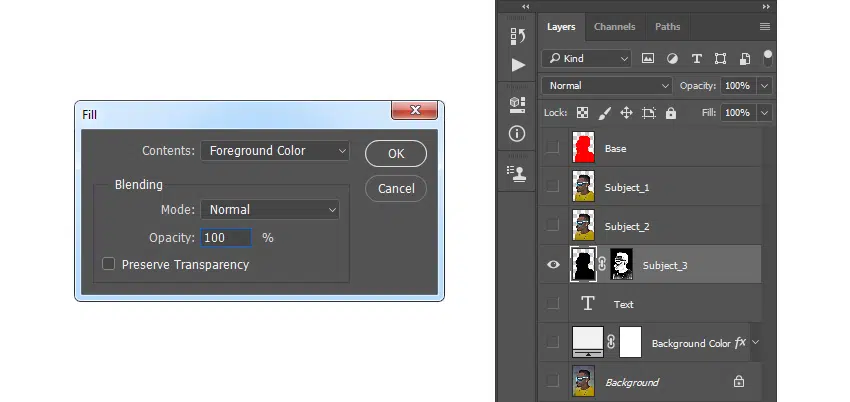 Fill
Contents: Foreground Color
OK
Blending
Cancel
Mode: Normal
Opacity: 100 %
Preserve Transparency
Layers Channels Paths
Kind T
Normal Opacity: 100%
Lock: Fill: 100%
Base
Subject_1
Subject_2
Subject_3
T Text
Background Color fx
Background